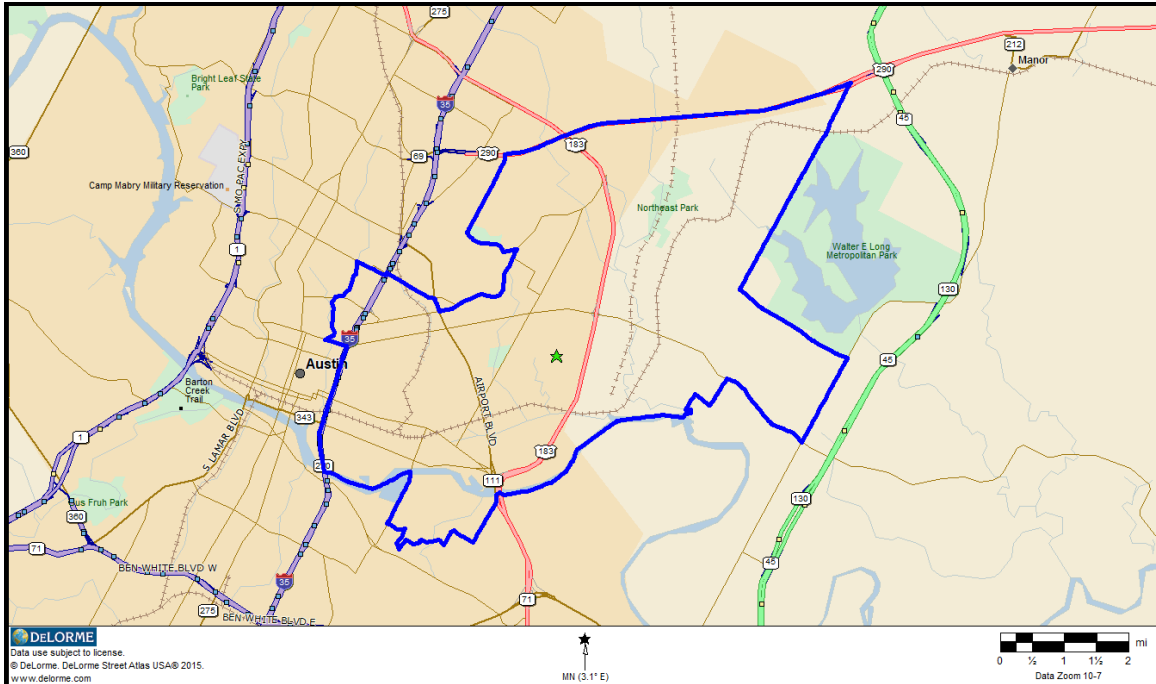 275
35
290
212
Manor
Bright Leaf State
Park
360
45
183
69
290
Camp Mabry Military Reservation
S MO PAC EXPY
Northeast Park
Walter E Long
Metropolitan Park
1
130
35
Austin
45
Barton
Creek
Trail
AIRPORT BLVD
343
S LAMAR BLVD
1
183
290
111
130
360
71
BEN WHITE BLVD W
45
35
71
275
BEN WHITE BLVD E
DELORME
Data use subject to license.
© DeLorme. DeLorme Street Atlas USA® 2015.
www.delorme.com
MN (3.1° E)
mi
0 ½ 1 1½ 2
Data Zoom 10-7